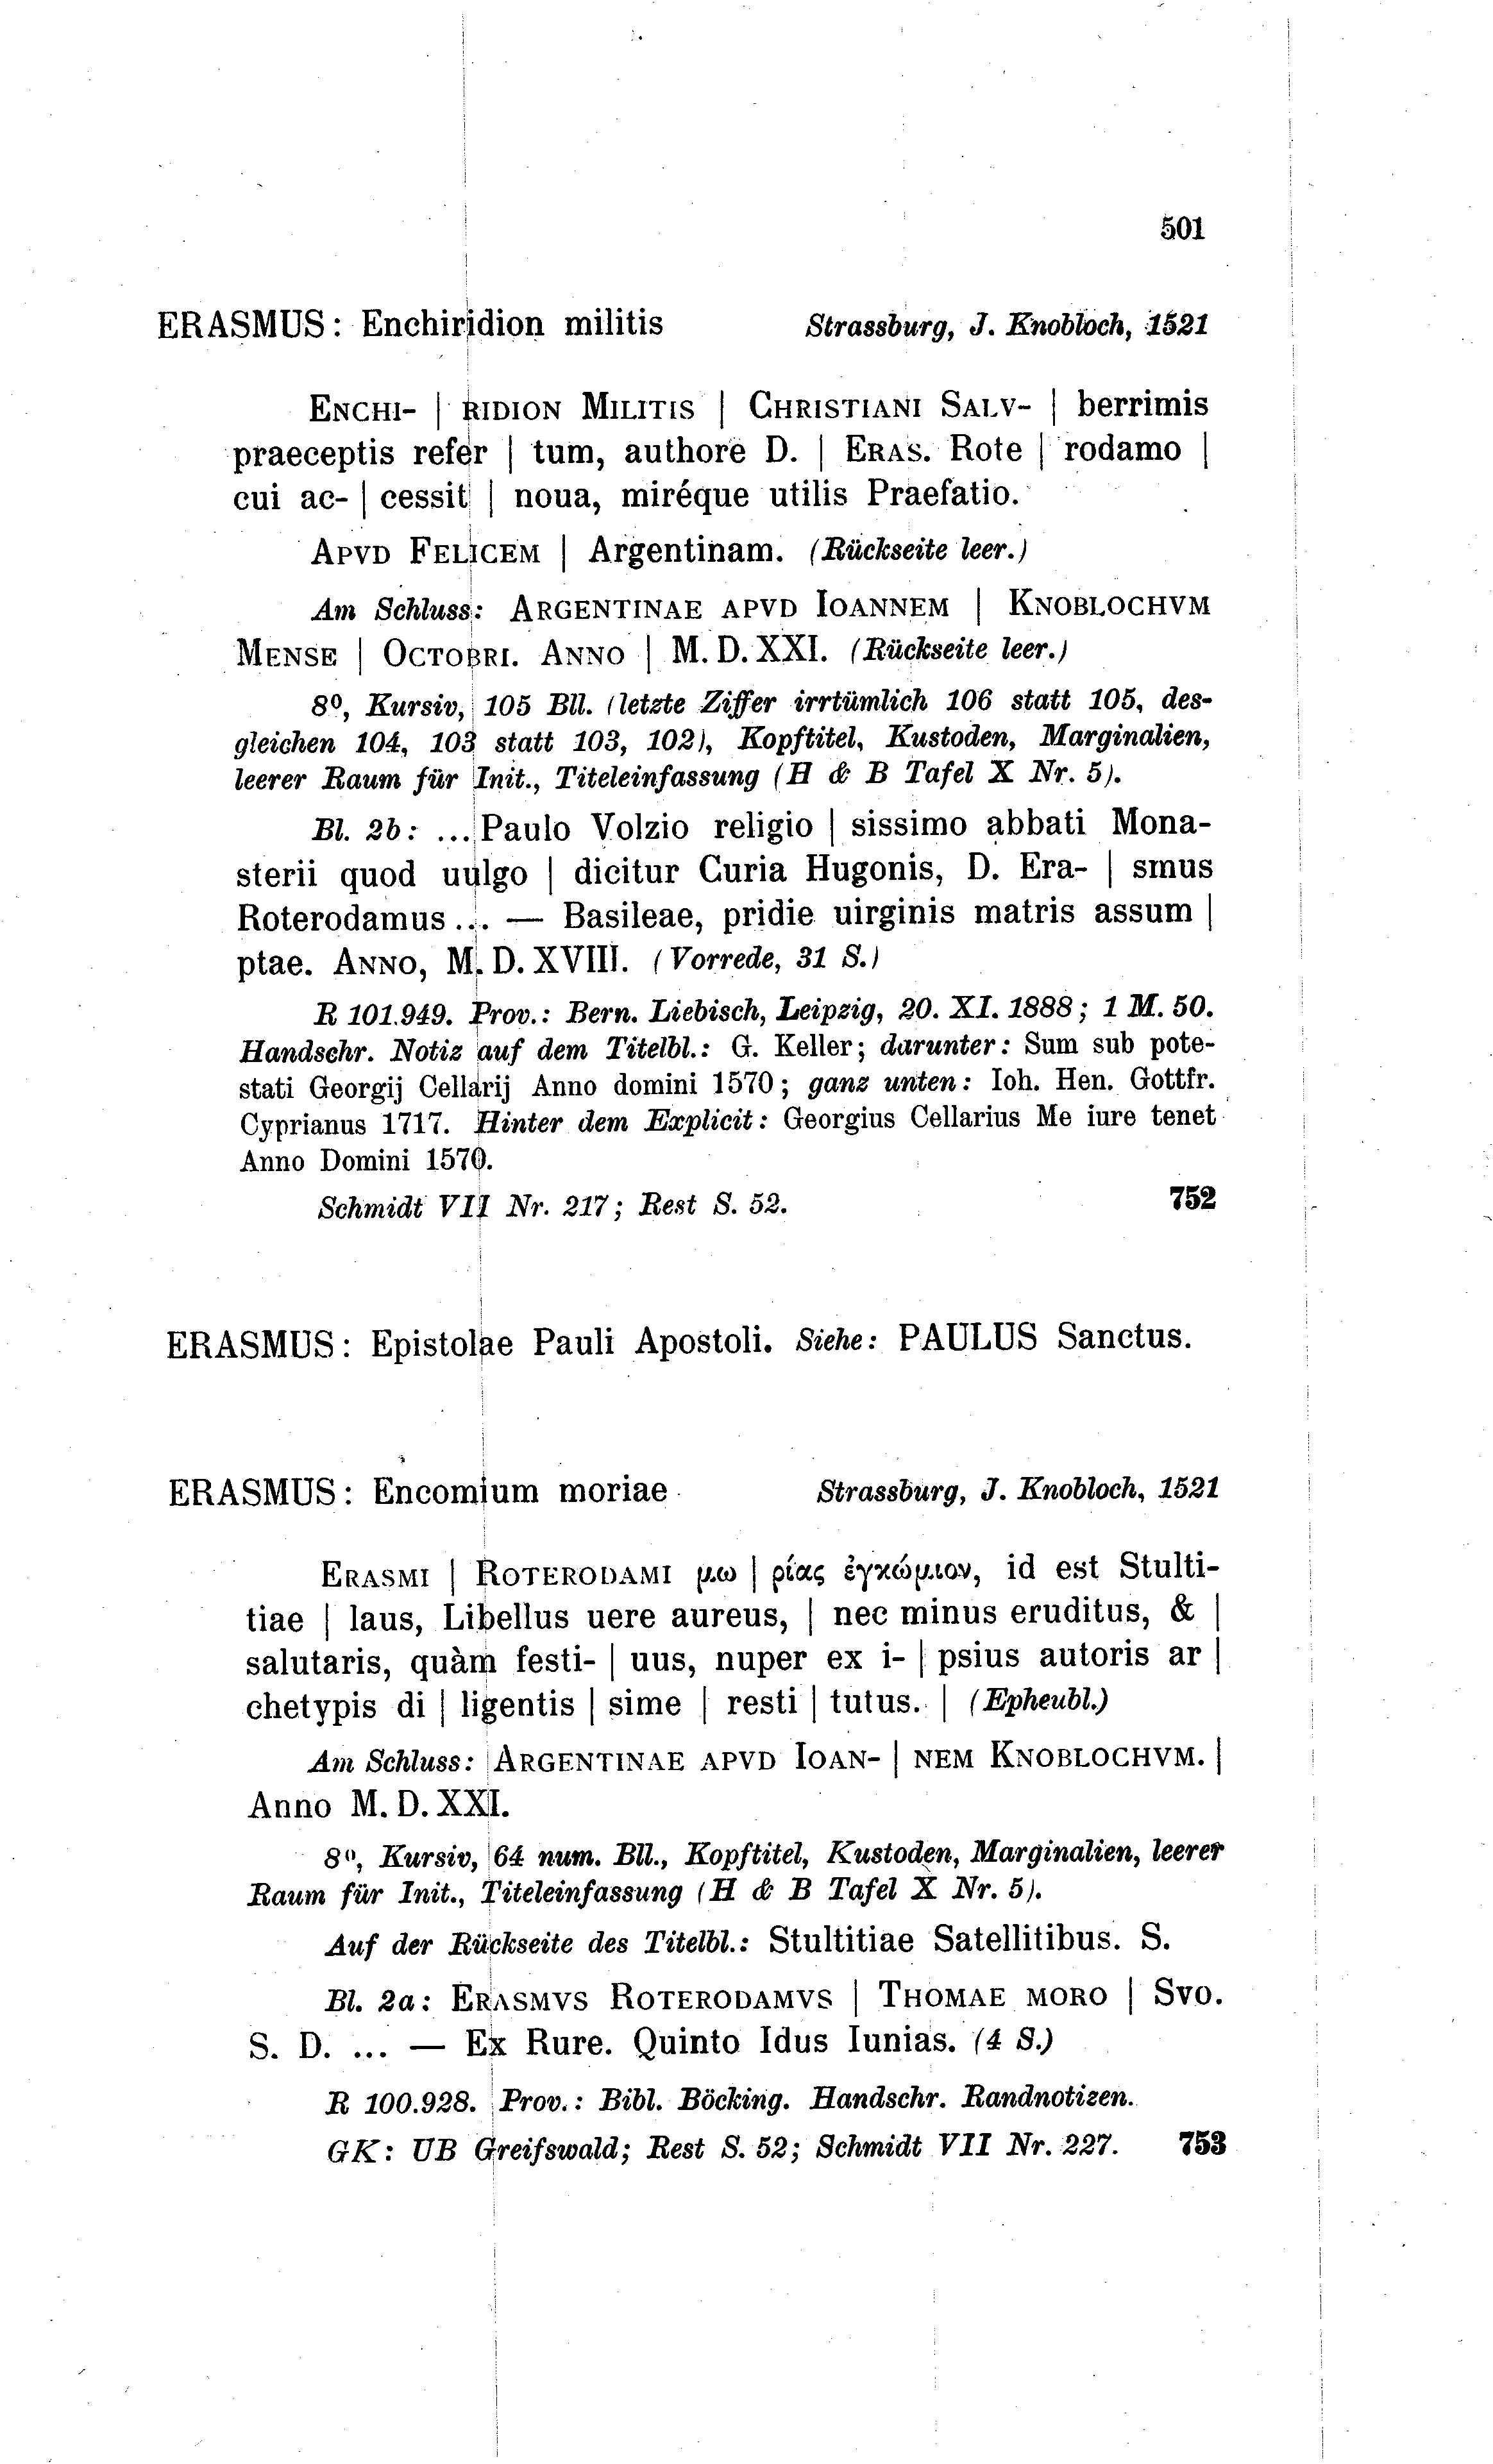 501
ERASMUS: Enchiridion militis Strassburg, J. Knobloch, 1521
ENCHI- | RIDION MILITIS | CHRISTIANI SALV- | berrimis
praeceptis refer | tum, authore D. | ERAS. Rote | rodamo |
cui ac- | cessit | noua, miréque utilis Praefatio.
APVD FELICEM | Argentinam. (Rückseite leer.)
Am Schluss: ARGENTINAE APVD IOANNEM | KNOBLOCHVM
MENSE | OCTOBRI. ANNO | M. D. XXI. (Rückseite leer.)
8⁰, Kursiv, 105 Bll. (letzte Ziffer irrtümlich 106 statt 105, des-
gleichen 104, 103 statt 103, 102), Kopftitel, Kustoden, Marginalien,
leerer Raum für Init., Titeleinfassung (H & B Tafel X Nr. 5).
Bl. 2b: ... Paulo Volzio religio | sissimo abbati Mona-
sterii quod uulgo | dicitur Curia Hugonis, D. Era- | smus
Roterodamus ... — Basileae, pridie uirginis matris assum |
ptae. ANNO, M. D. XVIII. (Vorrede, 31 S.)
R 101.949. Prov.: Bern. Liebisch, Leipzig, 20. XI. 1888; 1 M. 50.
Handschr. Notiz auf dem Titelbl.: G. Keller; darunter: Sum sub pote-
stati Georgij Cellarij Anno domini 1570; ganz unten: Ioh. Hen. Gottfr.
Cyprianus 1717. Hinter dem Explicit: Georgius Cellarius Me iure tenet
Anno Domini 1570.
Schmidt VII Nr. 217; Rest S. 52. 752
ERASMUS: Epistolae Pauli Apostoli. Siehe: PAULUS Sanctus.
ERASMUS: Encomium moriae Strassburg, J. Knobloch, 1521
ERASMI | ROTERODAMI μω | ρίας ἐγκώμιον, id est Stulti-
tiae | laus, Libellus uere aureus, | nec minus eruditus, & |
salutaris, quàm festi- | uus, nuper ex i- | psius autoris ar |
chetypis di | ligentis | sime | resti | tutus. | (Epheubl.)
Am Schluss: ARGENTINAE APVD IOAN- | NEM KNOBLOCHVM. |
Anno M. D. XXI.
8⁰, Kursiv, 64 num. Bll., Kopftitel, Kustoden, Marginalien, leerer
Raum für Init., Titeleinfassung (H & B Tafel X Nr. 5).
Auf der Rückseite des Titelbl.: Stultitiae Satellitibus. S.
Bl. 2a: ERASMVS ROTERODAMVS | THOMAE MORO | SVO.
S. D. ... — Ex Rure. Quinto Idus Iunias. (4 S.)
R 100.928. Prov.: Bibl. Böcking. Handschr. Randnotizen.
GK: UB Greifswald; Rest S. 52; Schmidt VII Nr. 227. 753